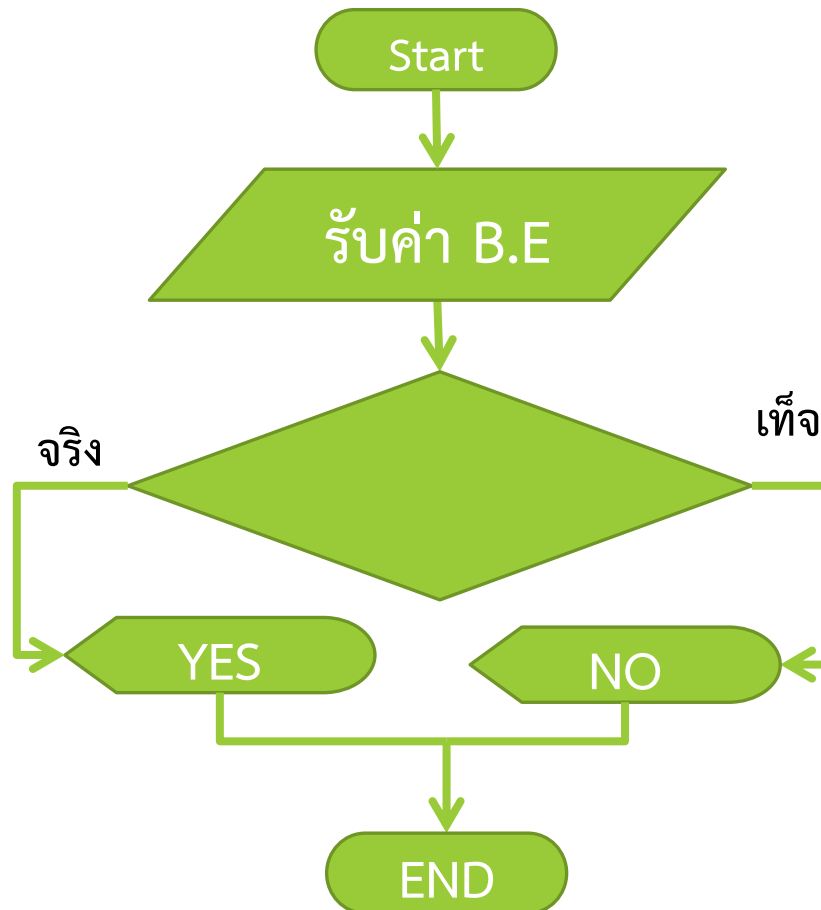 Start
รับค่า B.E
จริง
เท็จ
YES
NO
END